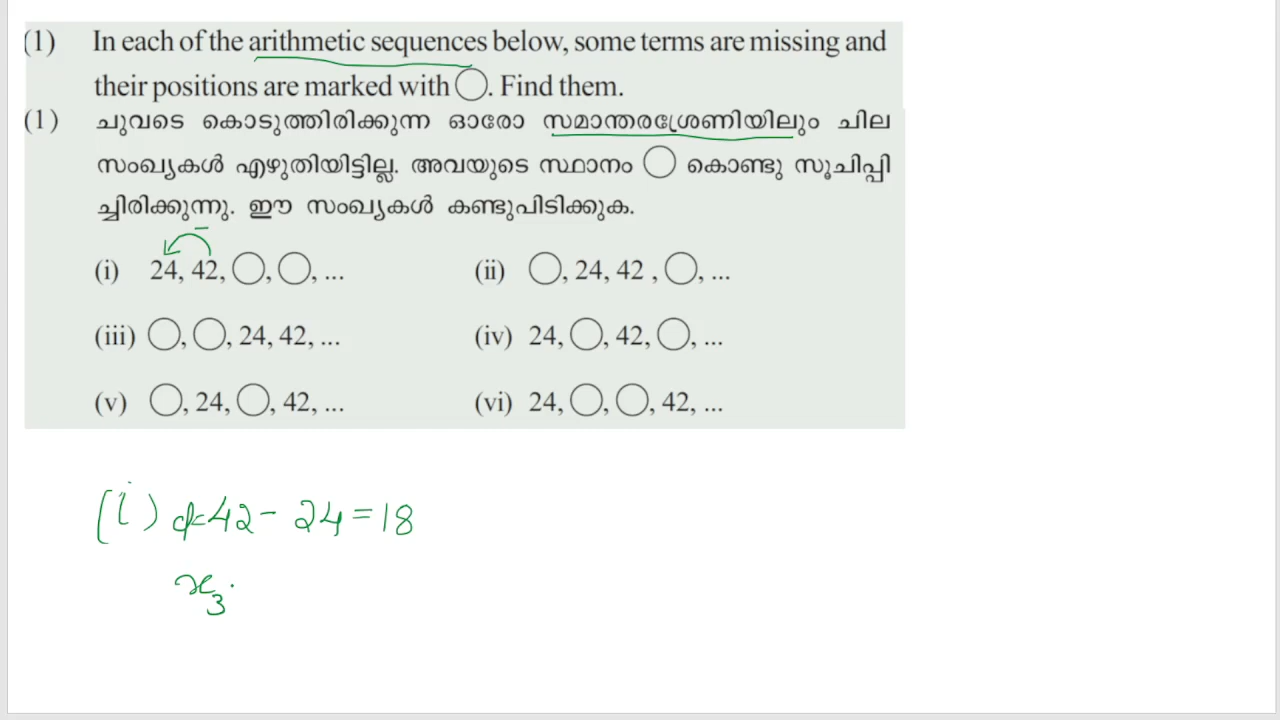 (1) In each of the arithmetic sequences below, some terms are missing and
their positions are marked with ◯. Find them.
(1) ചുവടെ കൊടുത്തിരിക്കുന്ന ഓരോ സമാന്തരശ്രേണിയിലും ചില
സംഖ്യകൾ എഴുതിയിട്ടില്ല. അവയുടെ സ്ഥാനം ◯ കൊണ്ടു സൂചിപ്പി
ച്ചിരിക്കുന്നു. ഈ സംഖ്യകൾ കണ്ടുപിടിക്കുക.
(i) 24, 42, ◯, ◯, ... (ii) ◯, 24, 42 , ◯, ...
(iii) ◯, ◯, 24, 42, ... (iv) 24, ◯, 42, ◯, ...
(v) ◯, 24, ◯, 42, ... (vi) 24, ◯, ◯, 42, ...
(i) d=42 - 24 = 18
x₃